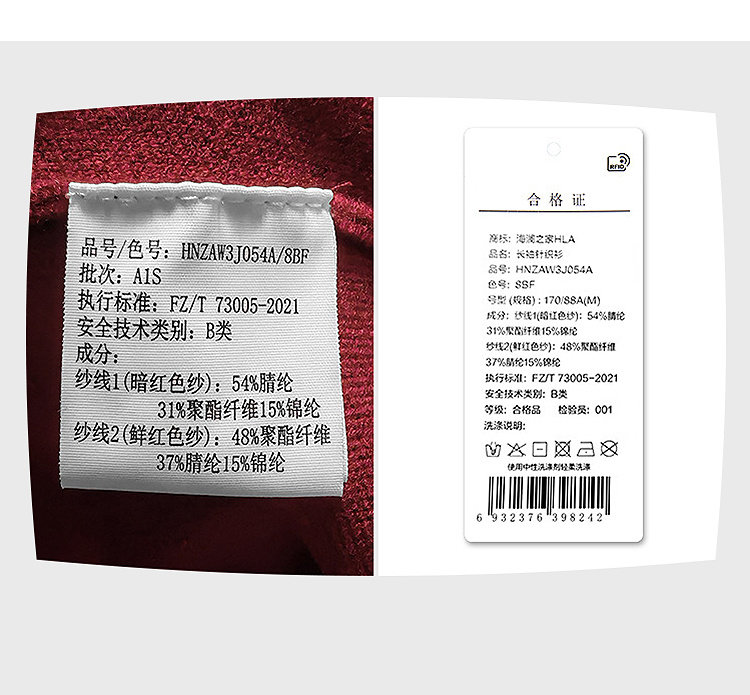 品号/色号: HNZAW3J054A/8BF
批次: A1S
执行标准: FZ/T 73005-2021
安全技术类别: B类
成分:
纱线1(暗红色纱): 54%腈纶
31%聚酯纤维15%锦纶
纱线2(鲜红色纱): 48%聚酯纤维
37%腈纶15%锦纶
RFID
合格证
商标: 海澜之家HLA
品名: 长袖针织衫
品号: HNZAW3J054A
色号: 8BF
号型(规格): 170/88A(M)
成分: 纱线1(暗红色纱): 54%腈纶
31%聚酯纤维15%锦纶
纱线2(鲜红色纱): 48%聚酯纤维
37%腈纶15%锦纶
执行标准: FZ/T 73005-2021
安全技术类别: B类
等级: 合格品 检验员: 001
洗涤说明:
使用中性洗涤剂轻柔洗涤
6 932376 398242